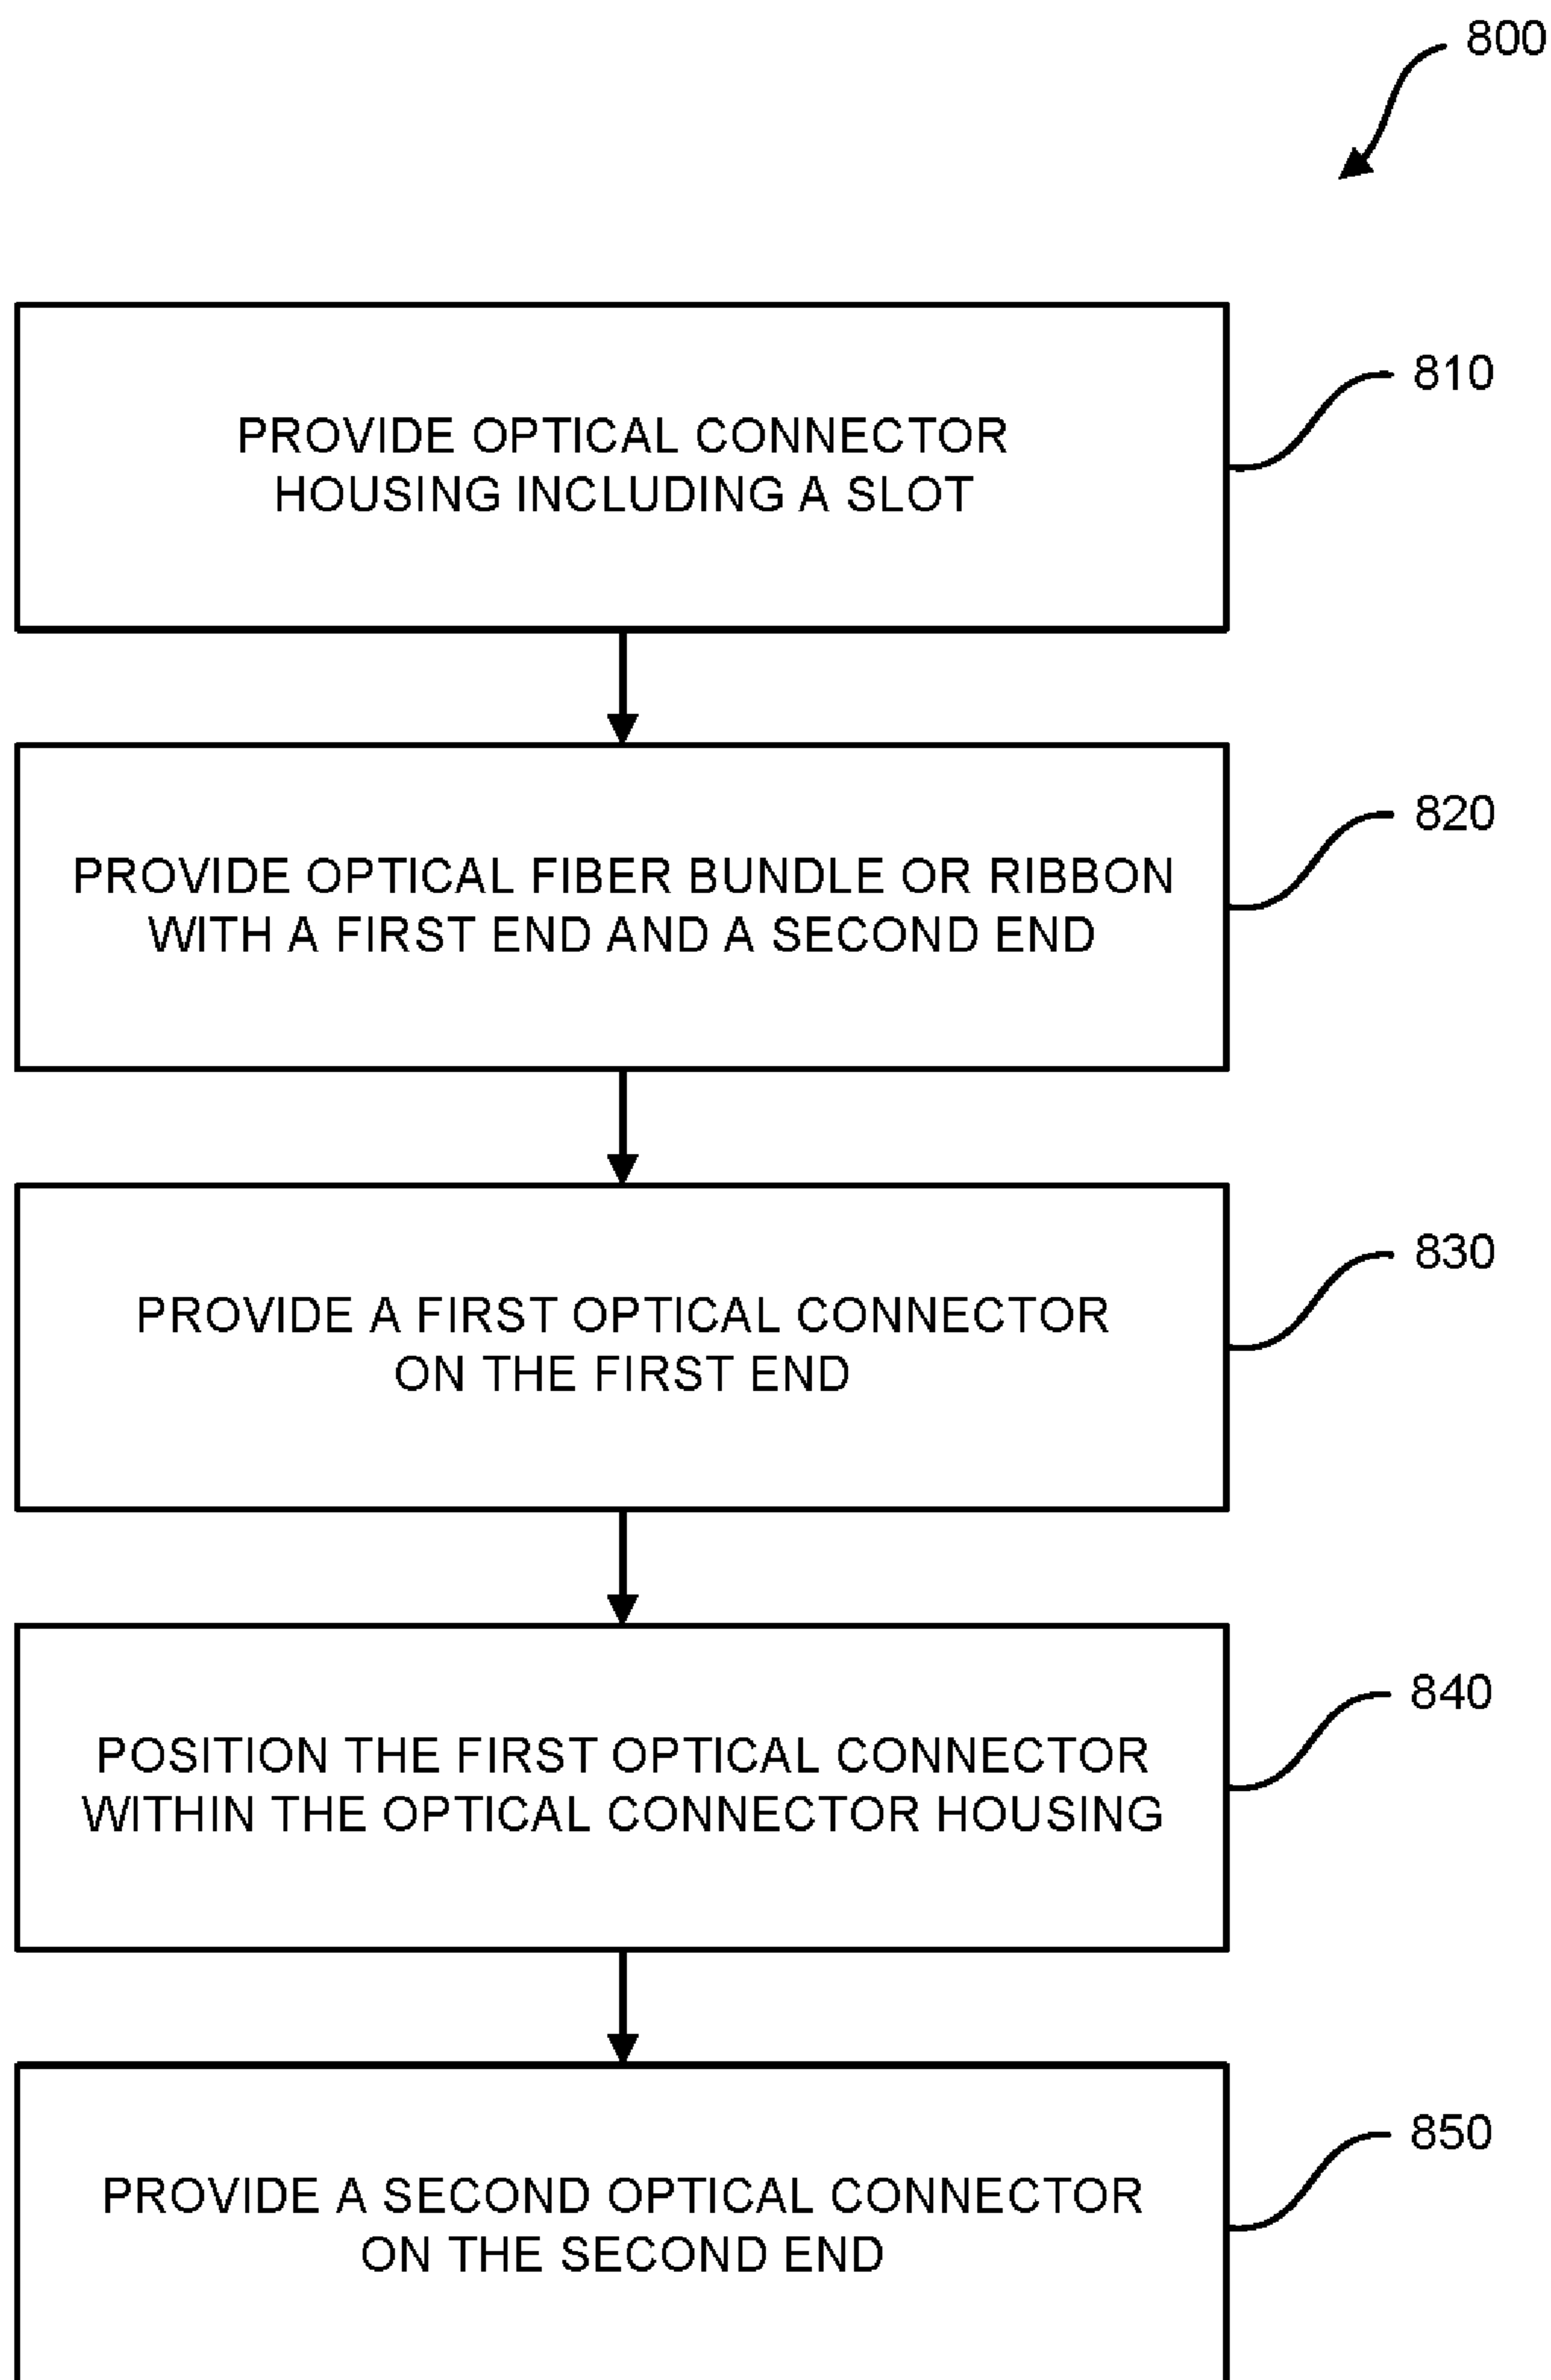 800
PROVIDE OPTICAL CONNECTOR
HOUSING INCLUDING A SLOT
810
PROVIDE OPTICAL FIBER BUNDLE OR RIBBON
WITH A FIRST END AND A SECOND END
820
PROVIDE A FIRST OPTICAL CONNECTOR
ON THE FIRST END
830
POSITION THE FIRST OPTICAL CONNECTOR
WITHIN THE OPTICAL CONNECTOR HOUSING
840
PROVIDE A SECOND OPTICAL CONNECTOR
ON THE SECOND END
850